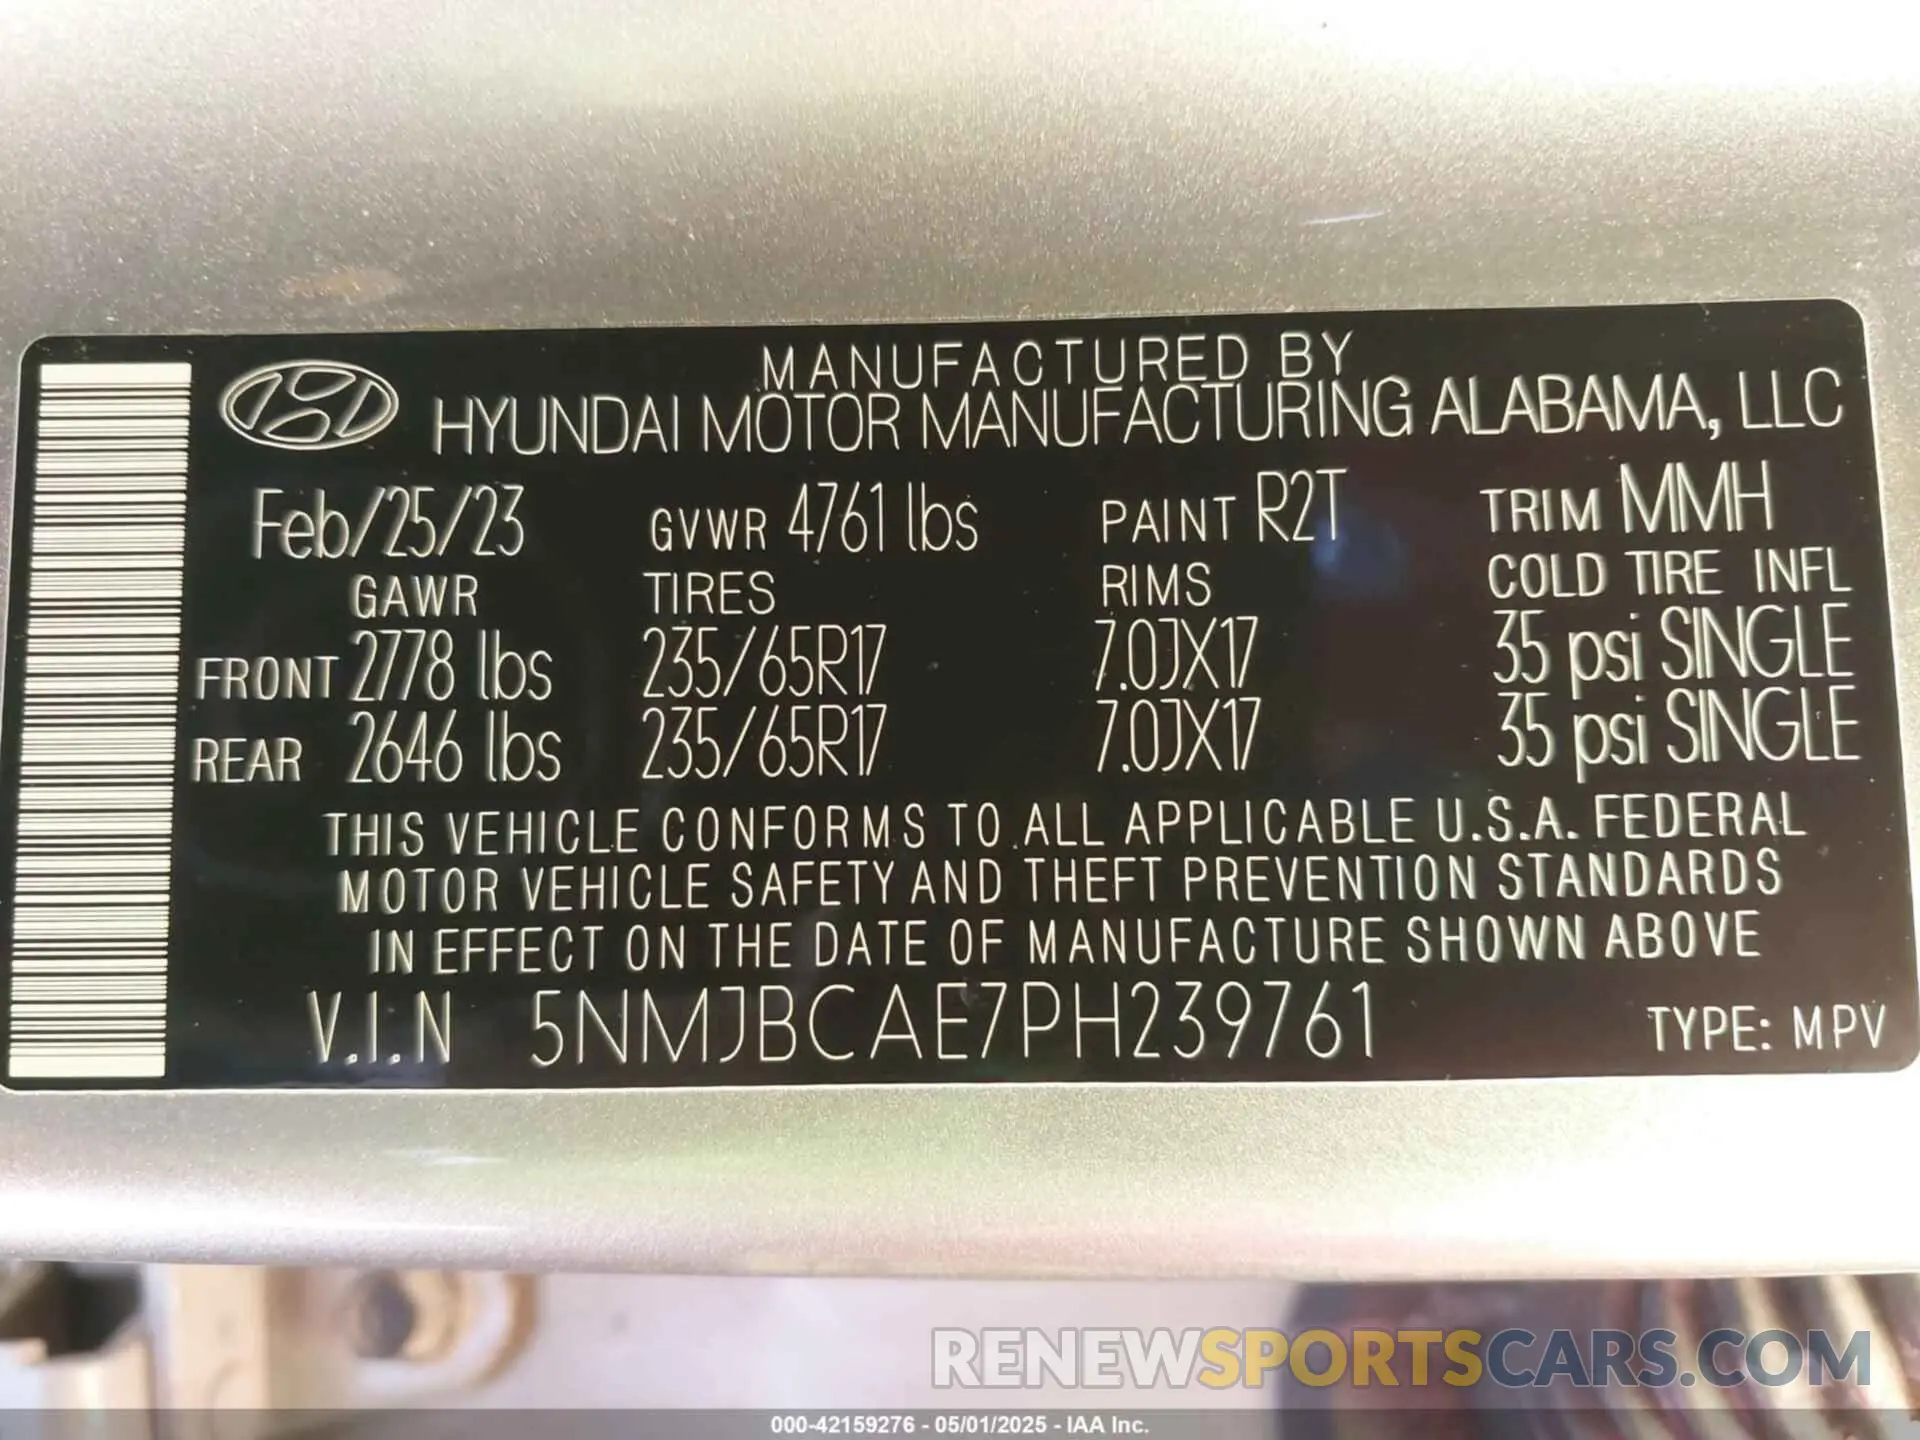 MANUFACTURED BY
HYUNDAI MOTOR MANUFACTURING ALABAMA, LLC
Feb/25/23 GVWR 4761 lbs PAINT R2T TRIM MMH
GAWR TIRES RIMS COLD TIRE INFL
FRONT 2778 lbs 235/65R17 7.0JX17 35 psi SINGLE
REAR 2646 lbs 235/65R17 7.0JX17 35 psi SINGLE
THIS VEHICLE CONFORMS TO ALL APPLICABLE U.S.A. FEDERAL
MOTOR VEHICLE SAFETY AND THEFT PREVENTION STANDARDS
IN EFFECT ON THE DATE OF MANUFACTURE SHOWN ABOVE
V.I.N 5NMJBCAE7PH239761 TYPE: MPV
RENEWSPORTSCARS.COM
000-42159276 - 05/01/2025 - IAA Inc.